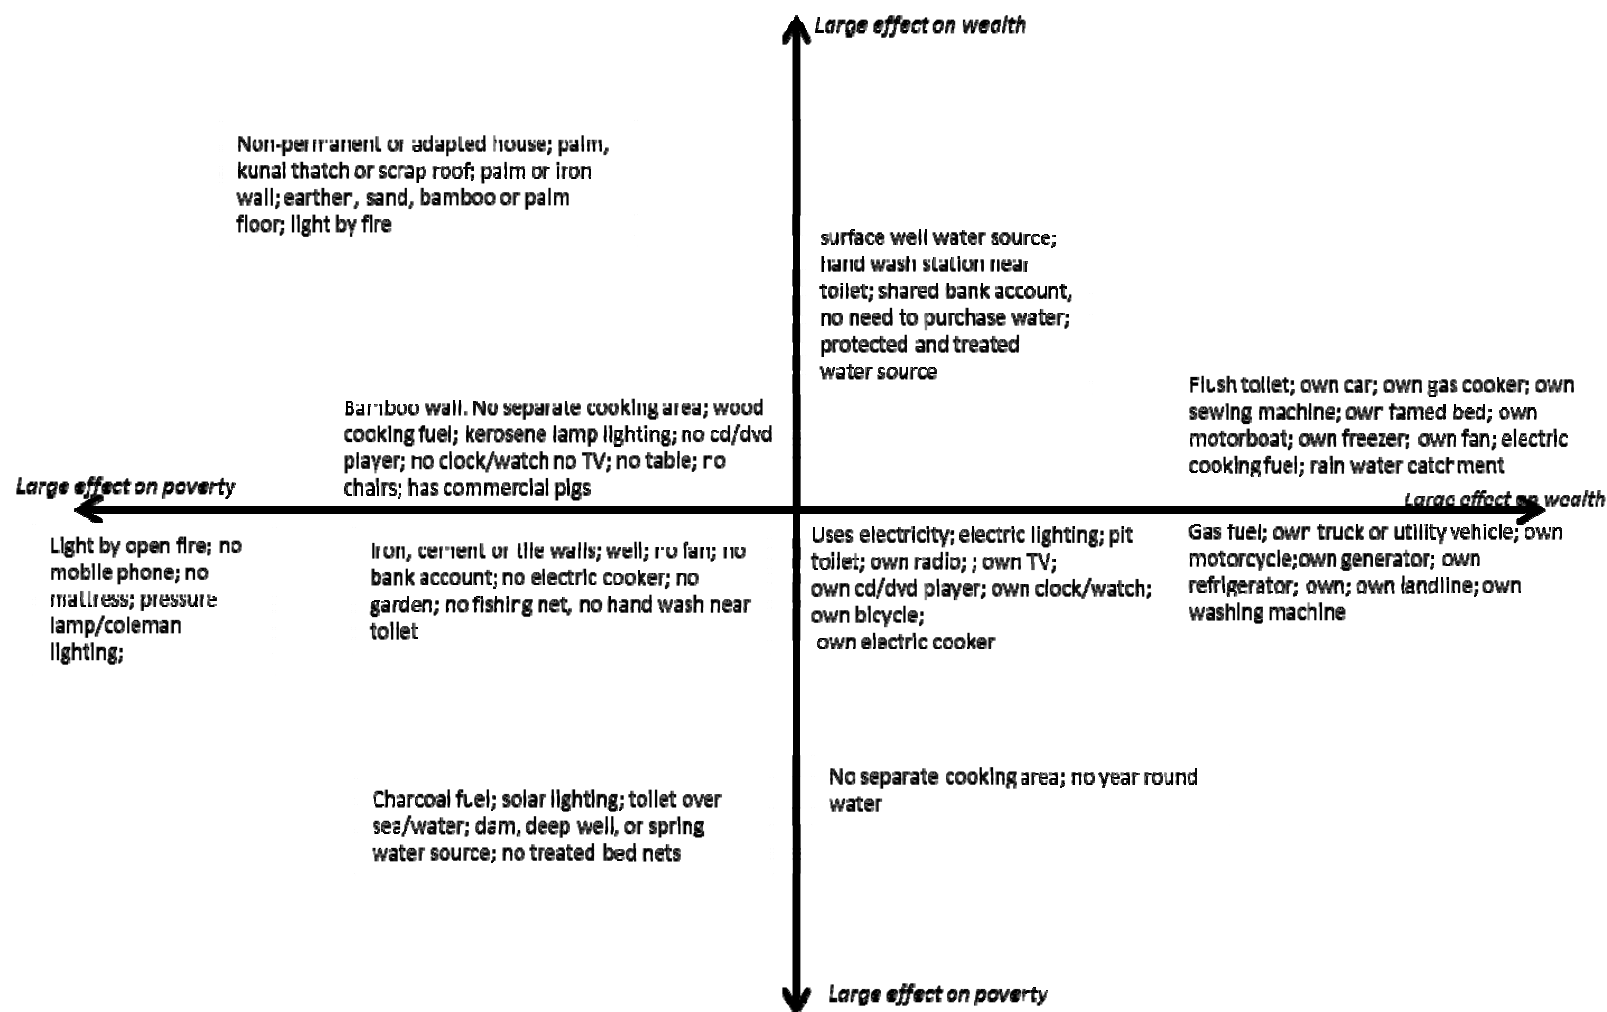 Large effect on wealth
Non-permanent or adapted house; palm,
kunai thatch or scrap roof; palm or iron
wall; earther, sand, bamboo or palm
floor; light by fire
surface well water source;
hand wash station near
toilet; shared bank account,
no need to purchase water;
protected and treated
water source
Flush toilet; own car; own gas cooker; own
sewing machine; own famed bed; own
motorboat; own freezer; own fan; electric
cooking fuel; rain water catchment
Bamboo wall. No separate cooking area; wood
cooking fuel; kerosene lamp lighting; no cd/dvd
player; no clock/watch no TV; no table; no
chairs; has commercial pigs
Large effect on poverty
Large effect on wealth
Light by open fire; no
mobile phone; no
mattress; pressure
lamp/coleman
lighting;
Iron, cement or tile walls; well; no fan; no
bank account; no electric cooker; no
garden; no fishing net, no hand wash near
toilet
Uses electricity; electric lighting; pit
toilet; own radio; ; own TV;
own cd/dvd player; own clock/watch;
own bicycle;
own electric cooker
Gas fuel; own truck or utility vehicle; own
motorcycle;own generator; own
refrigerator; own; own landline; own
washing machine
Charcoal fuel; solar lighting; toilet over
sea/water; dam, deep well, or spring
water source; no treated bed nets
No separate cooking area; no year round
water
Large effect on poverty